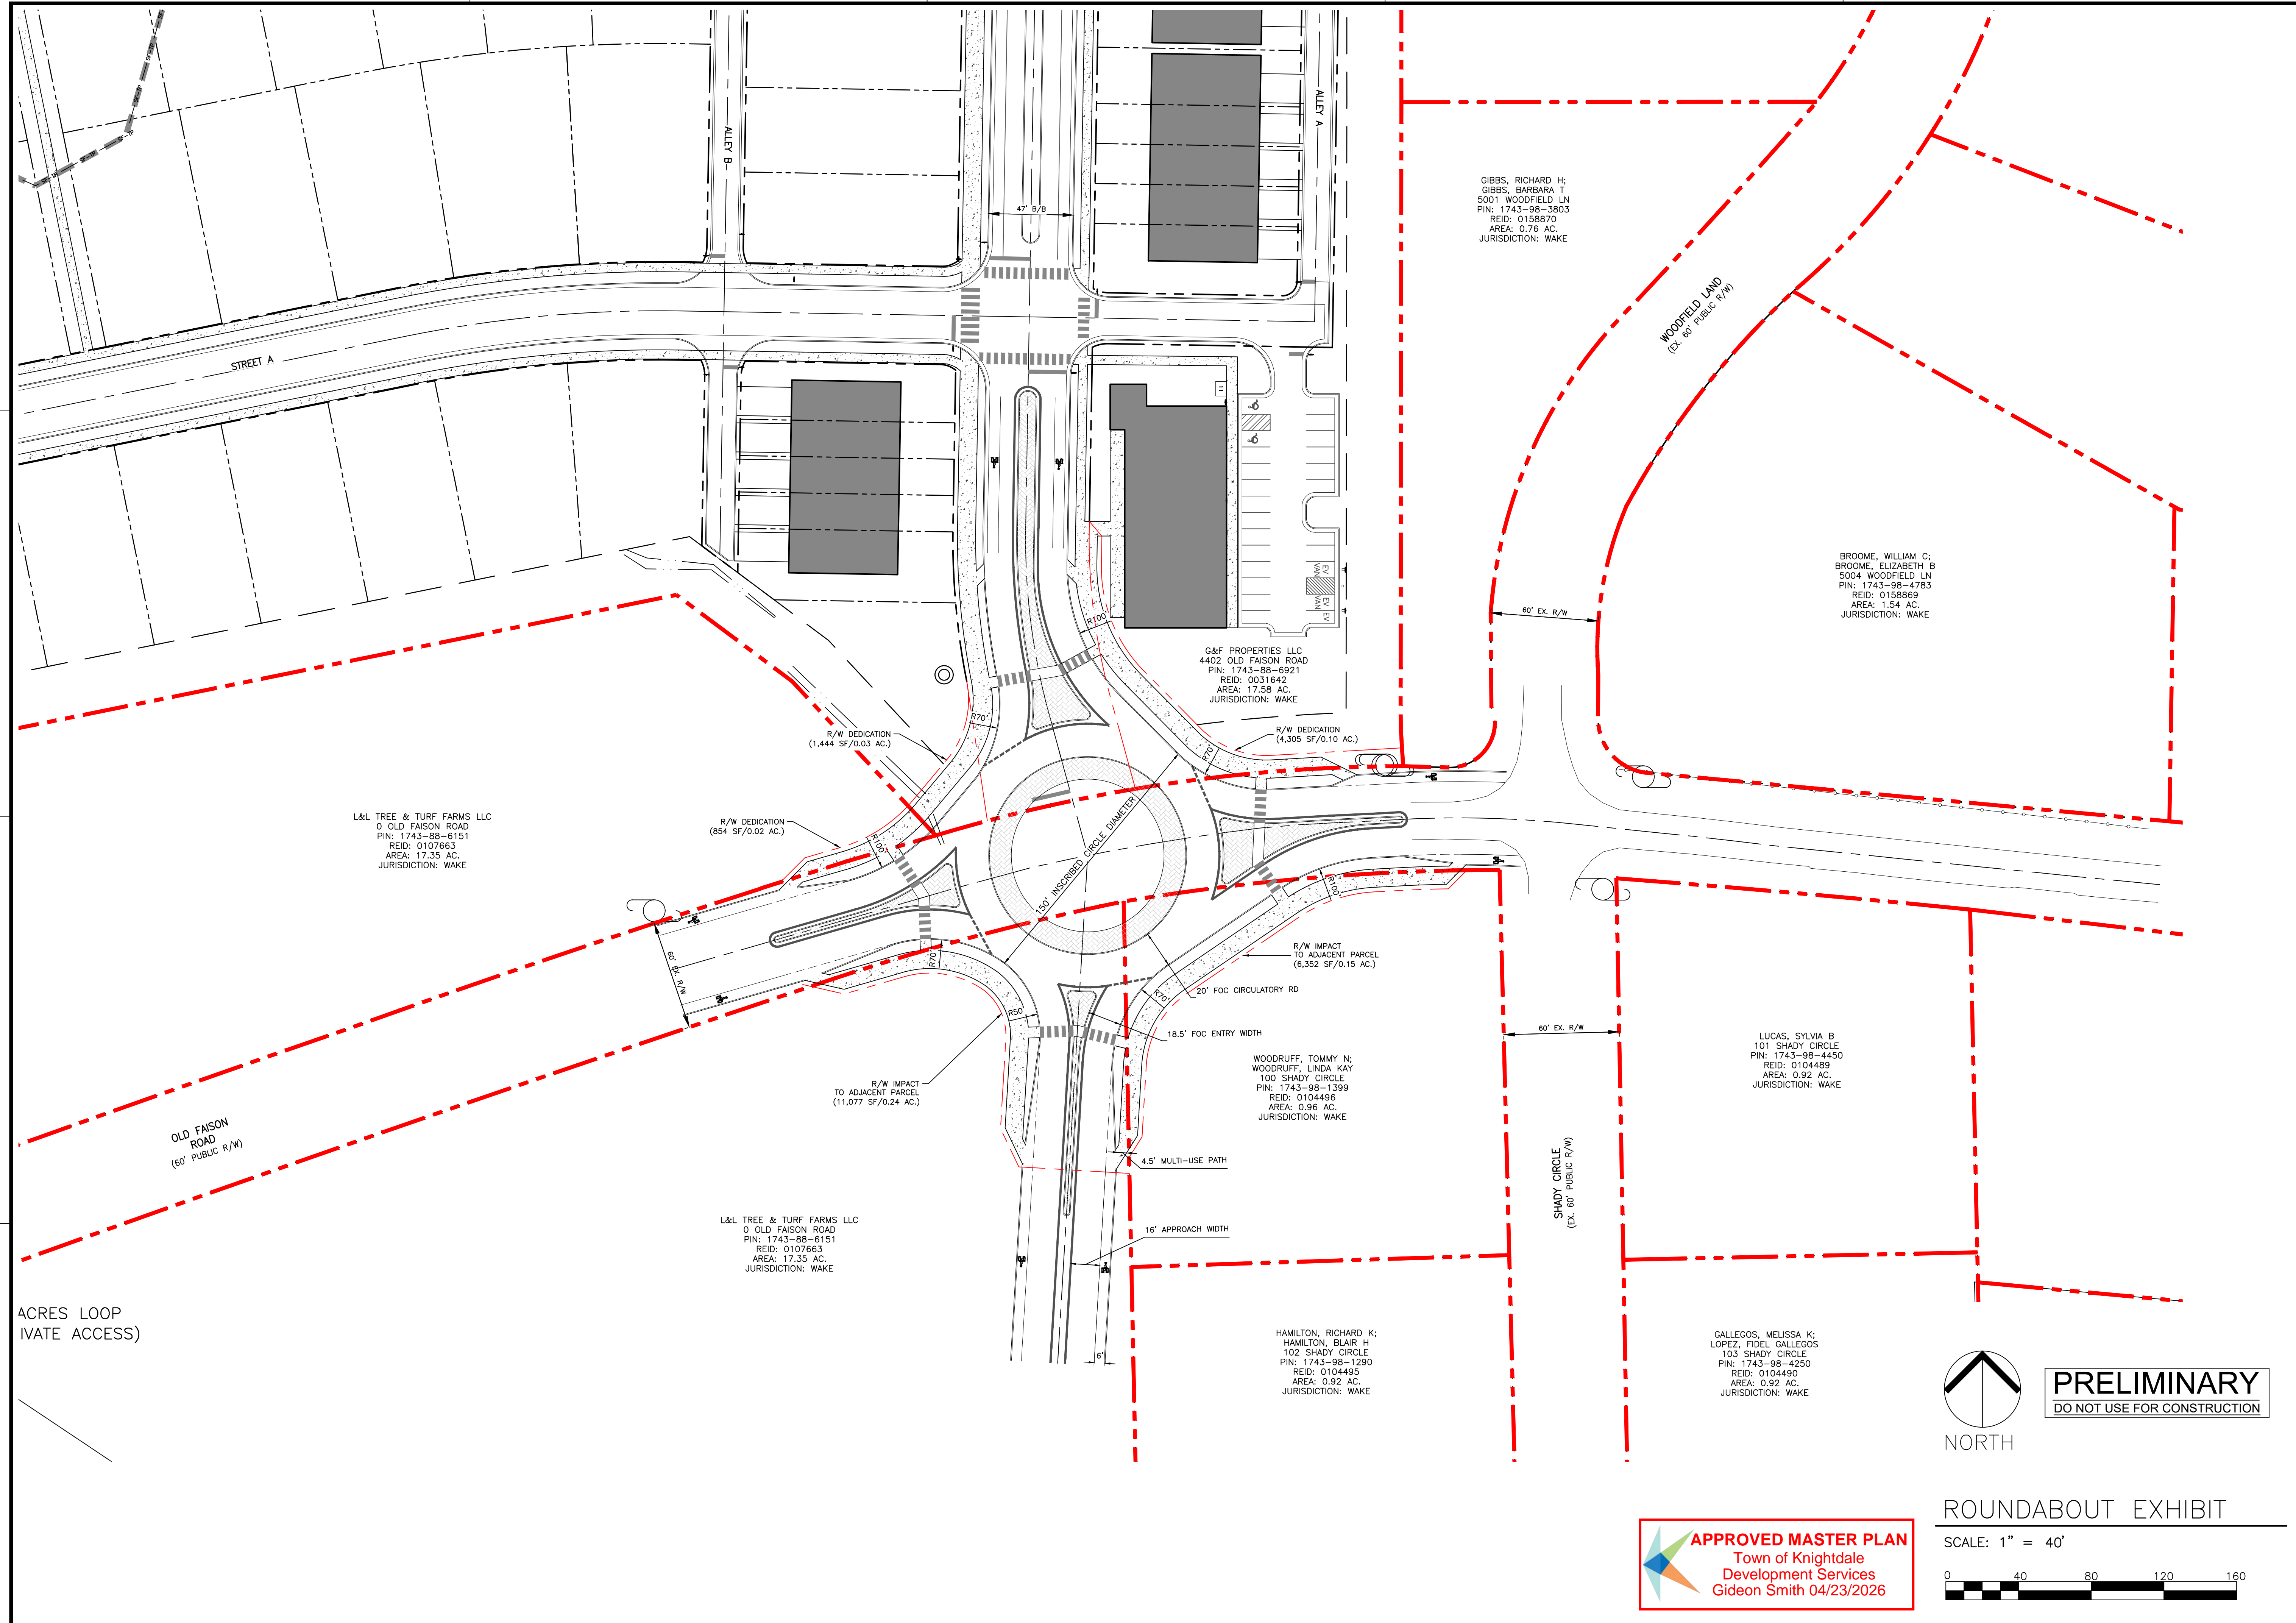 ALLEY B
ALLEY A
47' B/B
STREET A
GIBBS, RICHARD H;
GIBBS, BARBARA T
5001 WOODFIELD LN
PIN: 1743-98-3803
REID: 0158870
AREA: 0.76 AC.
JURISDICTION: WAKE
WOODFIELD LAND
(EX. 60' PUBLIC R/W)
BROOME, WILLIAM C;
BROOME, ELIZABETH B
5004 WOODFIELD LN
PIN: 1743-98-4783
REID: 0158869
AREA: 1.54 AC.
JURISDICTION: WAKE
60' EX. R/W
EV
VAN
VAN
EV
EV
R100'
G&F PROPERTIES LLC
4402 OLD FAISON ROAD
PIN: 1743-88-6921
REID: 0031642
AREA: 17.58 AC.
JURISDICTION: WAKE
R70'
R/W DEDICATION
(1,444 SF/0.03 AC.)
R/W DEDICATION
(4,305 SF/0.10 AC.)
R70'
L&L TREE & TURF FARMS LLC
0 OLD FAISON ROAD
PIN: 1743-88-6151
REID: 0107663
AREA: 17.35 AC.
JURISDICTION: WAKE
R/W DEDICATION
(854 SF/0.02 AC.)
R100'
150' INSCRIBED CIRCLE DIAMETER
R100'
60' EX. R/W
R70'
R/W IMPACT
TO ADJACENT PARCEL
(6,352 SF/0.15 AC.)
20' FOC CIRCULATORY RD
R70'
R50'
18.5' FOC ENTRY WIDTH
60' EX. R/W
R/W IMPACT
TO ADJACENT PARCEL
(11,077 SF/0.24 AC.)
WOODRUFF, TOMMY N;
WOODRUFF, LINDA KAY
100 SHADY CIRCLE
PIN: 1743-98-1399
REID: 0104496
AREA: 0.96 AC.
JURISDICTION: WAKE
LUCAS, SYLVIA B
101 SHADY CIRCLE
PIN: 1743-98-4450
REID: 0104489
AREA: 0.92 AC.
JURISDICTION: WAKE
OLD FAISON
ROAD
(60' PUBLIC R/W)
4.5' MULTI-USE PATH
SHADY CIRCLE
(EX. 60' PUBLIC R/W)
L&L TREE & TURF FARMS LLC
0 OLD FAISON ROAD
PIN: 1743-88-6151
REID: 0107663
AREA: 17.35 AC.
JURISDICTION: WAKE
16' APPROACH WIDTH
ACRES LOOP
IVATE ACCESS)
6'
HAMILTON, RICHARD K;
HAMILTON, BLAIR H
102 SHADY CIRCLE
PIN: 1743-98-1290
REID: 0104495
AREA: 0.92 AC.
JURISDICTION: WAKE
GALLEGOS, MELISSA K;
LOPEZ, FIDEL GALLEGOS
103 SHADY CIRCLE
PIN: 1743-98-4250
REID: 0104490
AREA: 0.92 AC.
JURISDICTION: WAKE
NORTH
PRELIMINARY
DO NOT USE FOR CONSTRUCTION
ROUNDABOUT EXHIBIT
SCALE: 1" = 40'
0 40 80 120 160
APPROVED MASTER PLAN
Town of Knightdale
Development Services
Gideon Smith 04/23/2026